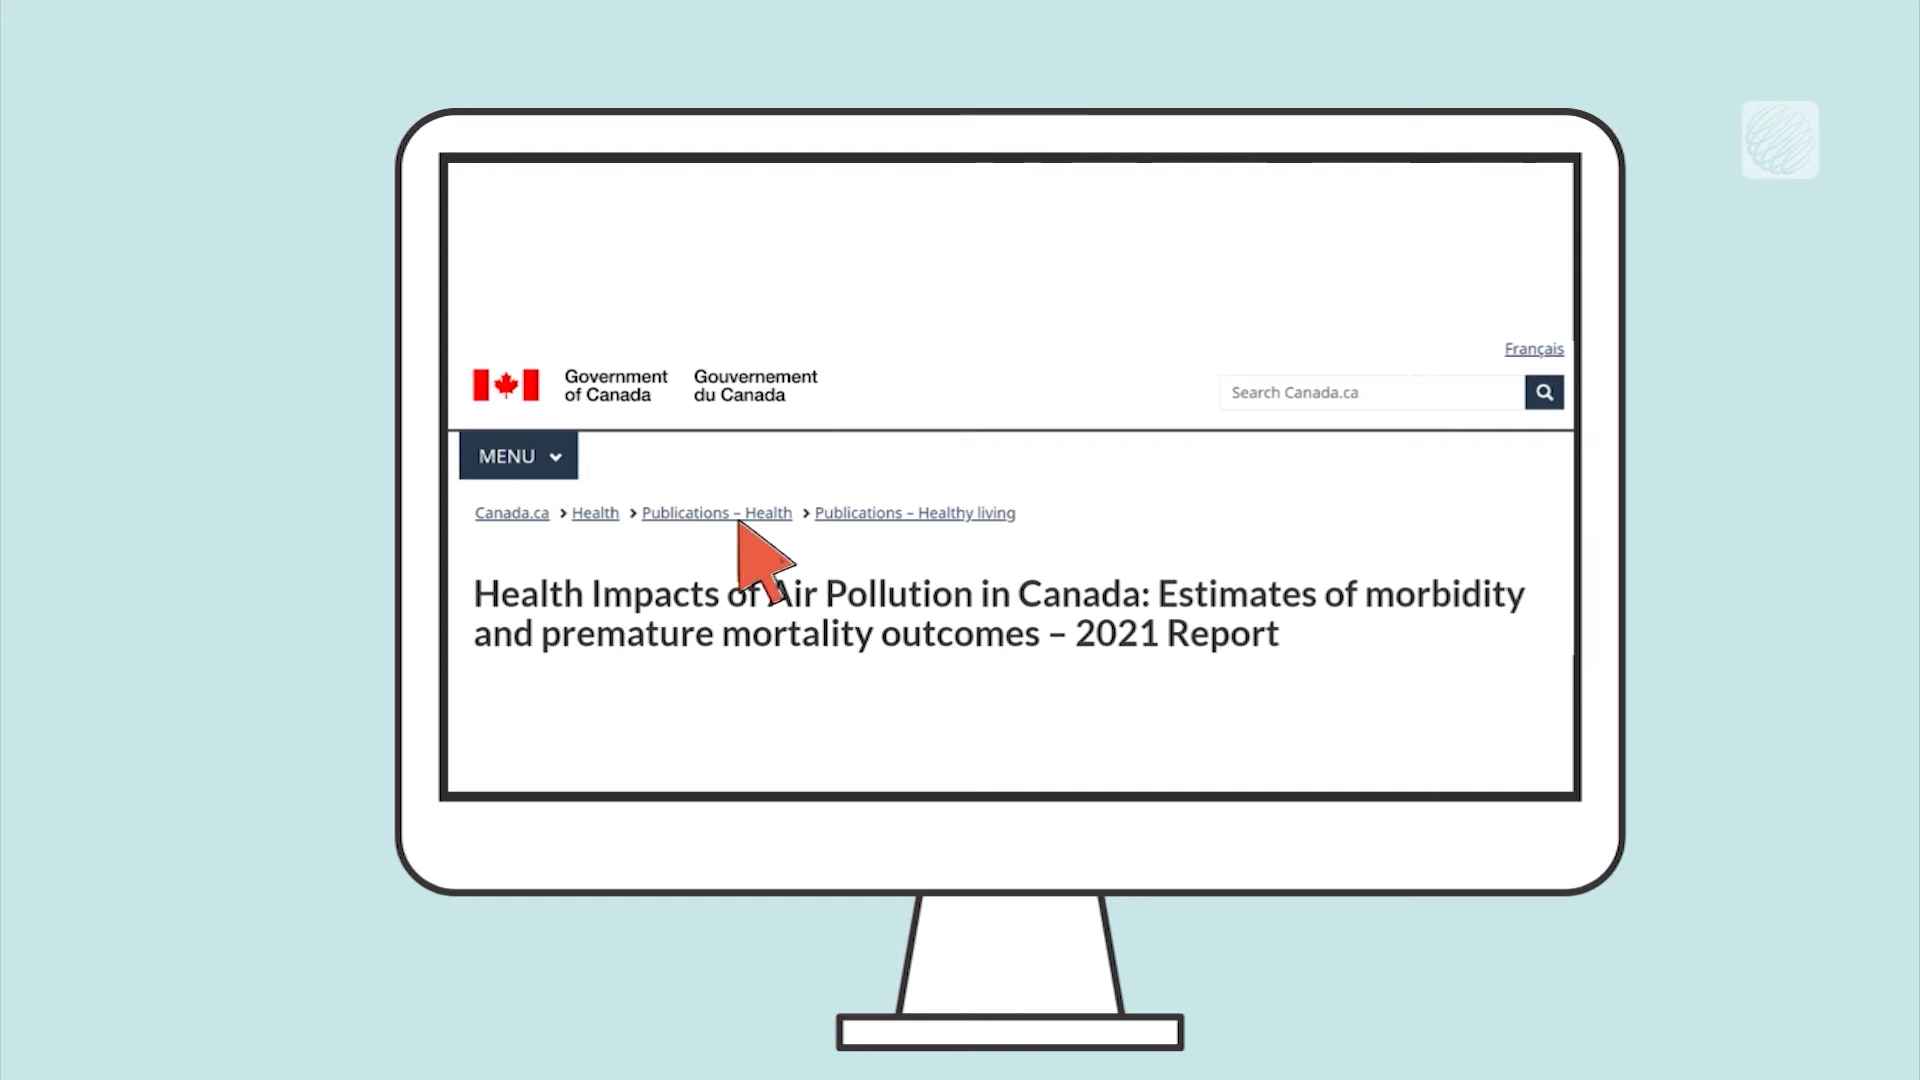 Français
Government
of Canada
Gouvernement
du Canada
Search Canada.ca
MENU
Canada.ca > Health > Publications – Health > Publications – Healthy living
Health Impacts of Air Pollution in Canada: Estimates of morbidity
and premature mortality outcomes – 2021 Report